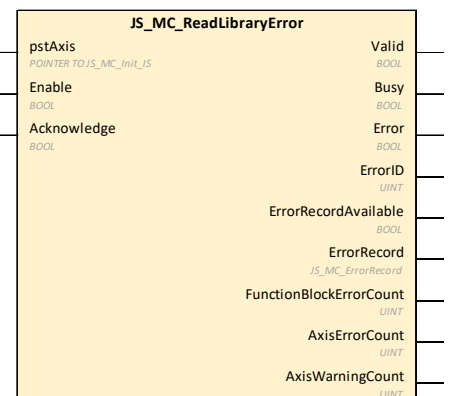 JS_MC_ReadLibraryError
pstAxis Valid
POINTER TO JS_MC_Init_IS BOOL
Enable Busy
BOOL BOOL
Acknowledge Error
BOOL BOOL
ErrorID
UINT
ErrorRecordAvailable
BOOL
ErrorRecord
JS_MC_ErrorRecord
FunctionBlockErrorCount
UINT
AxisErrorCount
UINT
AxisWarningCount
UINT